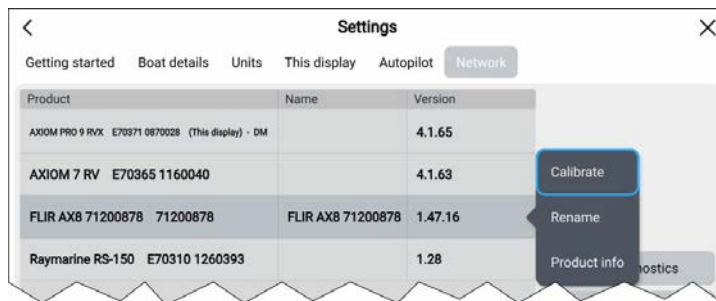 Settings
Getting started Boat details Units This display Autopilot Network
Product Name Version
AXIOM PRO 9 RVX E70371 0870028 (This display) - DM 4.1.65
AXIOM 7 RV E70365 1160040 4.1.63
Calibrate
FLIR AX8 71200878 71200878 FLIR AX8 71200878 1.47.16
Rename
Raymarine RS-150 E70310 1260393 1.28
Product info